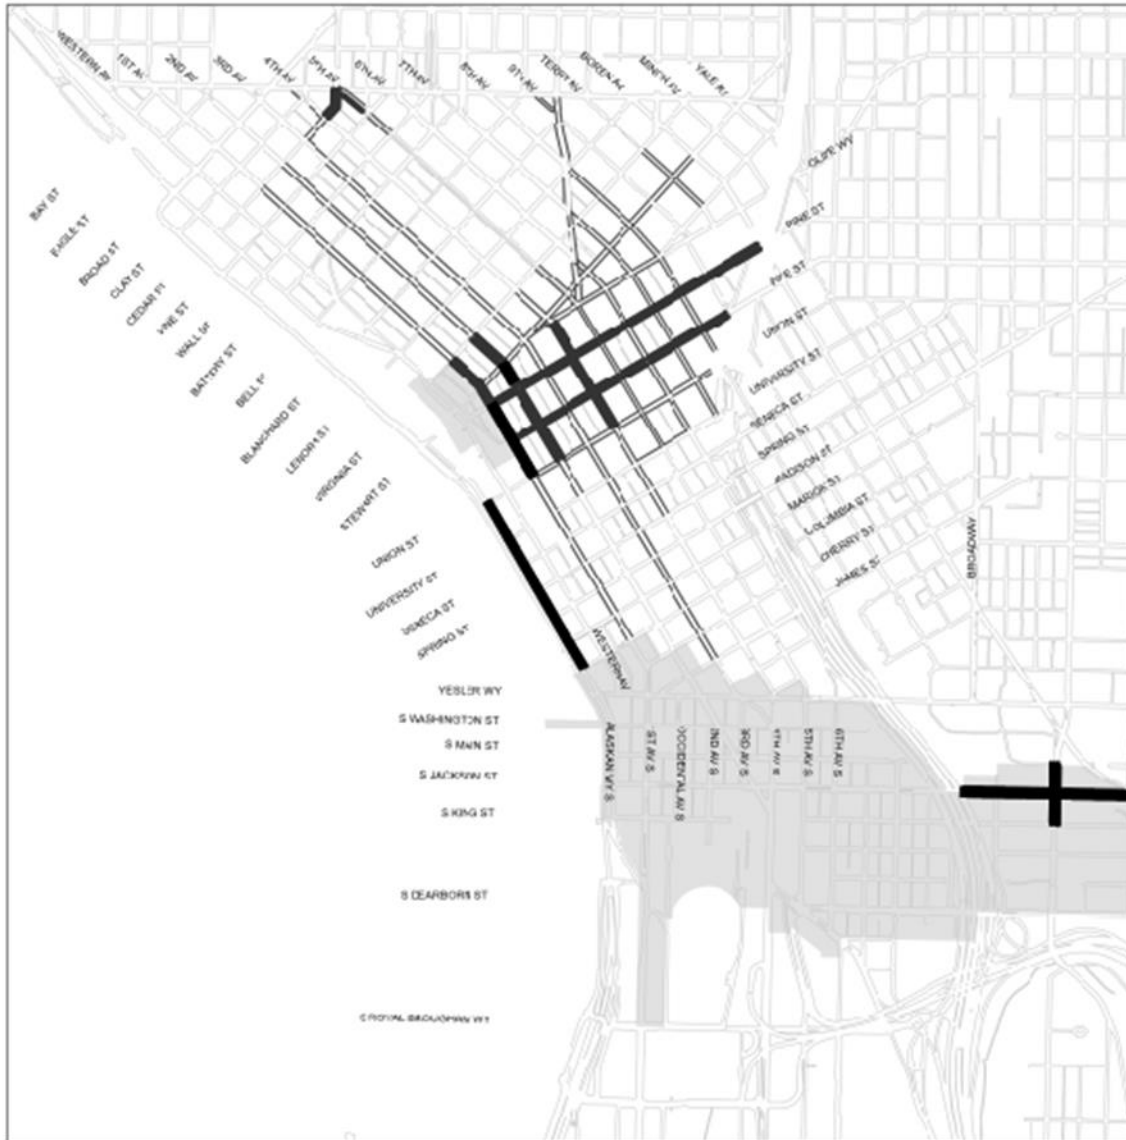 WESTERN AV
1ST AV
2ND AV
3RD AV
4TH AV
5TH AV
6TH AV
7TH AV
8TH AV
9TH AV
TERRY AV
BOREN AV
MINOR AV
YALE AV
OLIVE WY
PINE ST
PIKE ST
UNION ST
UNIVERSITY ST
SENECA ST
SPRING ST
MADISON ST
MARION ST
COLUMBIA ST
CHERRY ST
JAMES ST
BROADWAY
BAY ST
EAGLE ST
BROAD ST
CLAY ST
CEDAR ST
VINE ST
WALL ST
BATTERY ST
BELL ST
BLANCHARD ST
LENORA ST
VIRGINIA ST
STEWART ST
UNION ST
UNIVERSITY ST
SENECA ST
SPRING ST
WESTERN AV
YESLER WY
S WASHINGTON ST
S MAIN ST
S JACKSON ST
S KING ST
S DEARBORN ST
S ROYAL BROUGHAM WY
ALASKAN WY S
1ST AV S
OCCIDENTAL AV S
2ND AV S
3RD AV S
4TH AV S
5TH AV S
6TH AV S